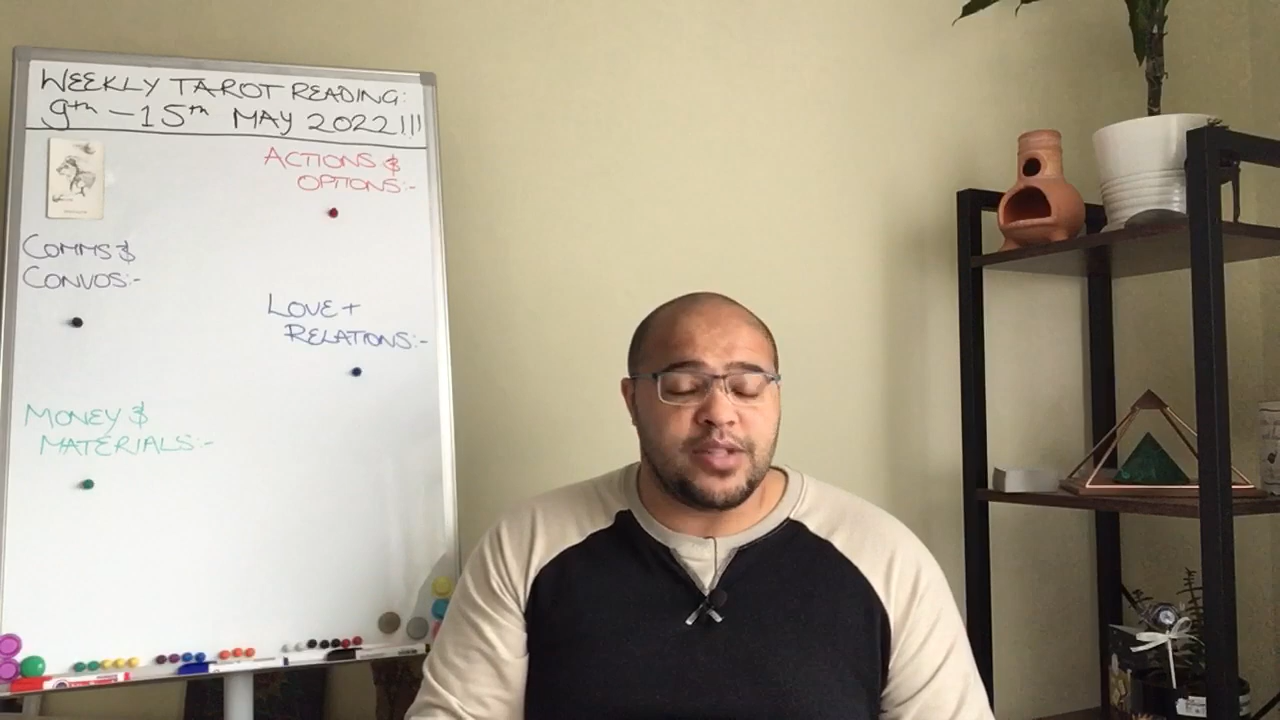 WEEKLY TAROT READING:
9th - 15th MAY 2022!!!
ACTIONS &
OPTIONS:-
COMMS &
CONVOS:-
LOVE +
RELATIONS:-
MONEY &
MATERIALS:-